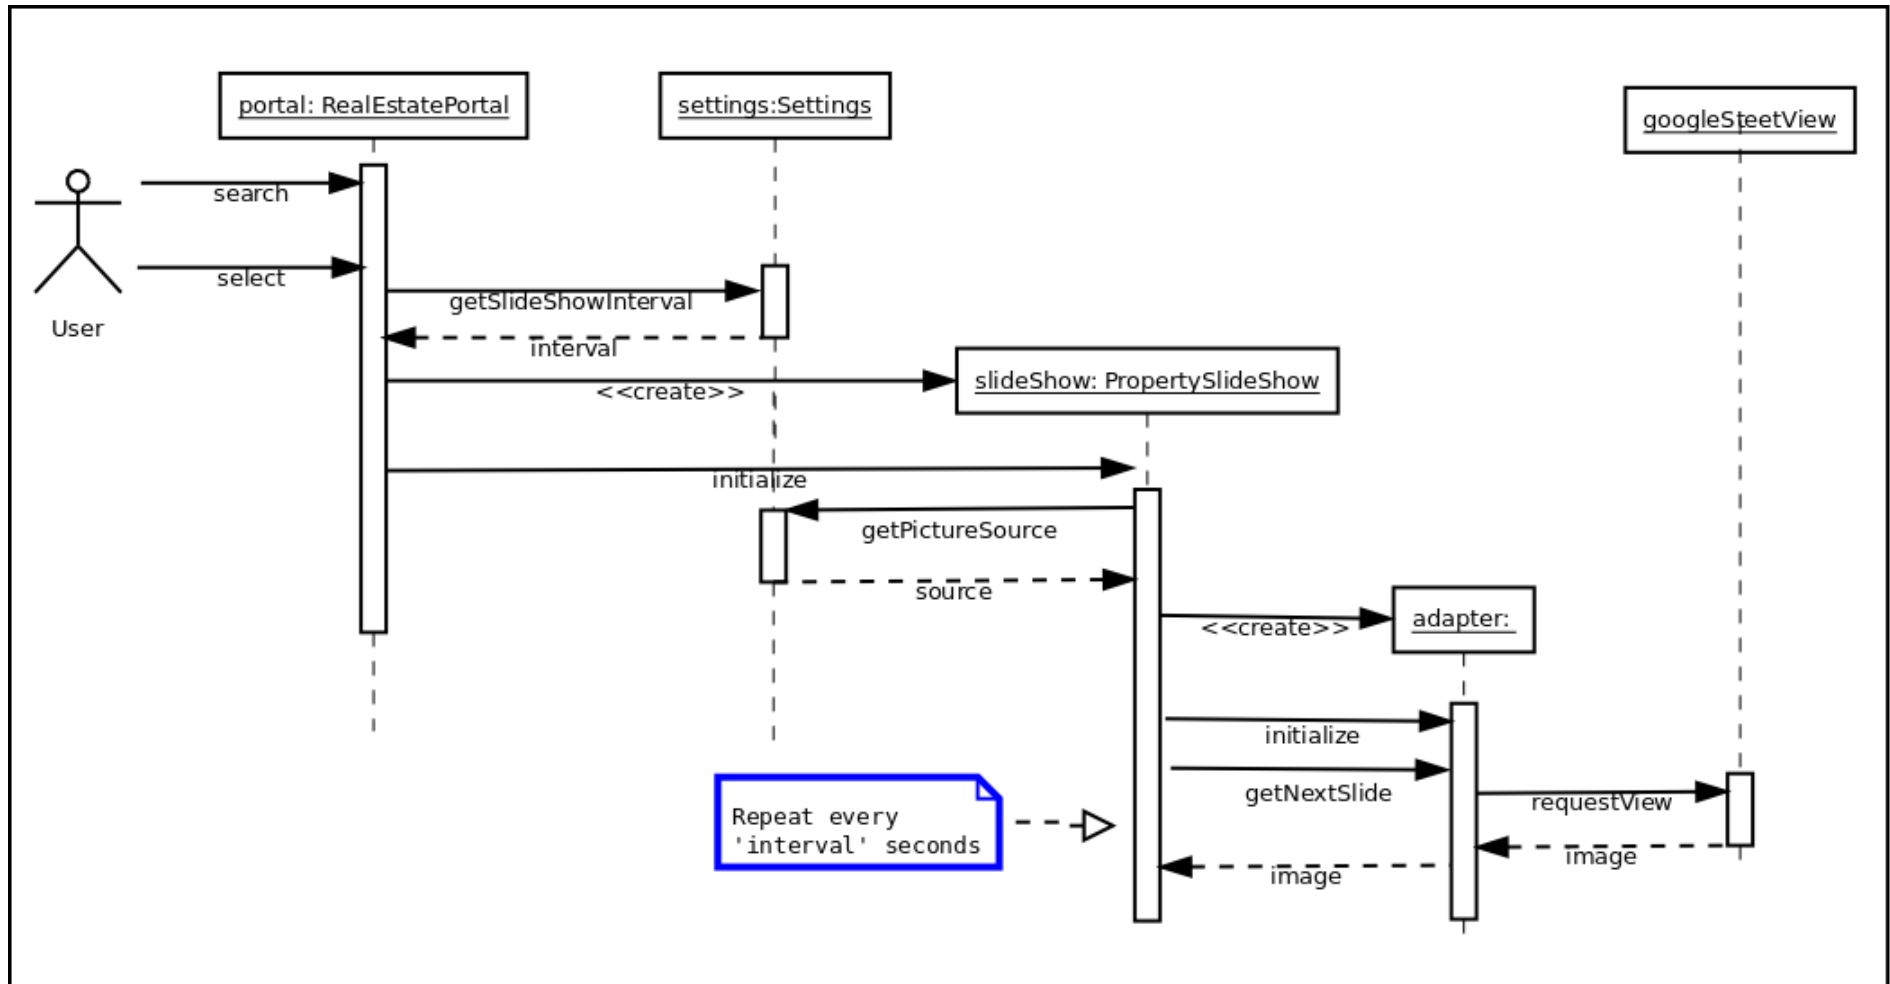 portal: RealEstatePortal
settings:Settings
googleSteetView
search
select
User
getSlideShowInterval
interval
<<create>>
slideShow: PropertySlideShow
initialize
getPictureSource
source
<<create>>
adapter:
initialize
getNextSlide
requestView
Repeat every
'interval' seconds
image
image